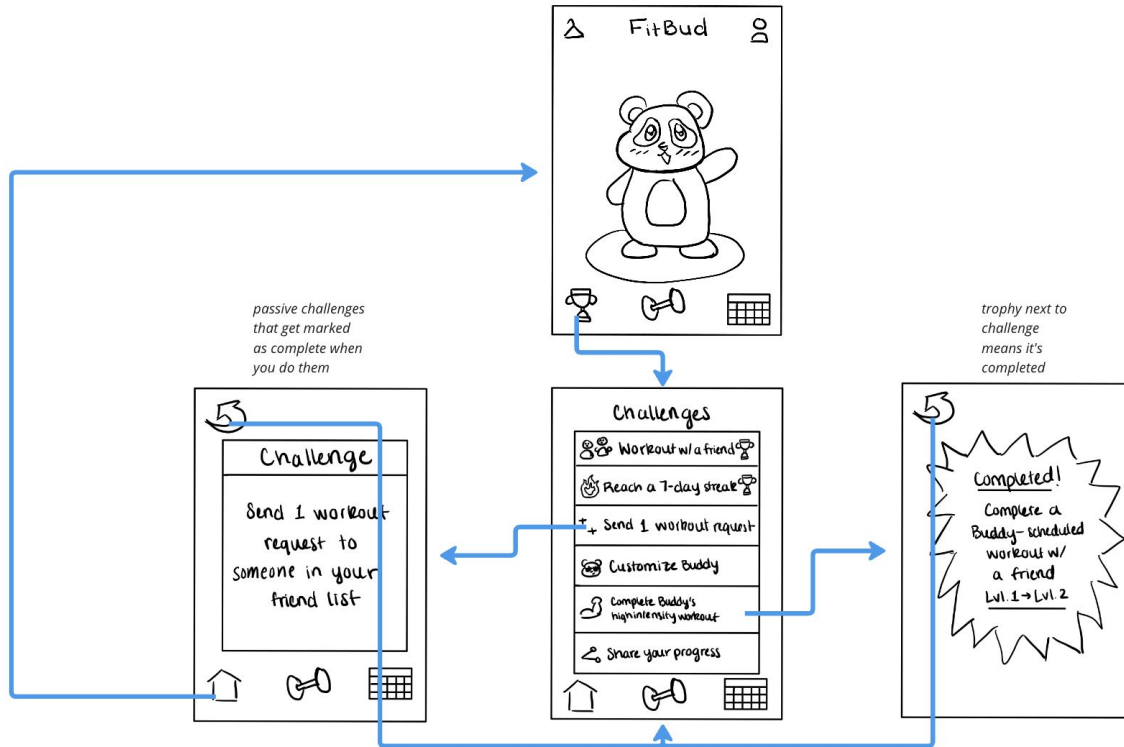 FitBud
passive challenges
that get marked
as complete when
you do them
trophy next to
challenge
means it's
completed
Challenge
Send 1 workout
request to
someone in your
friend list
Challenges
Workout w/a friend
Reach a 7-day streak
Send 1 workout request
Customize Buddy
Complete Buddy's
high intensity workout
Share your progress
Completed!
Complete a
Buddy-scheduled
workout w/
a friend
Lvl. 1 → Lvl. 2